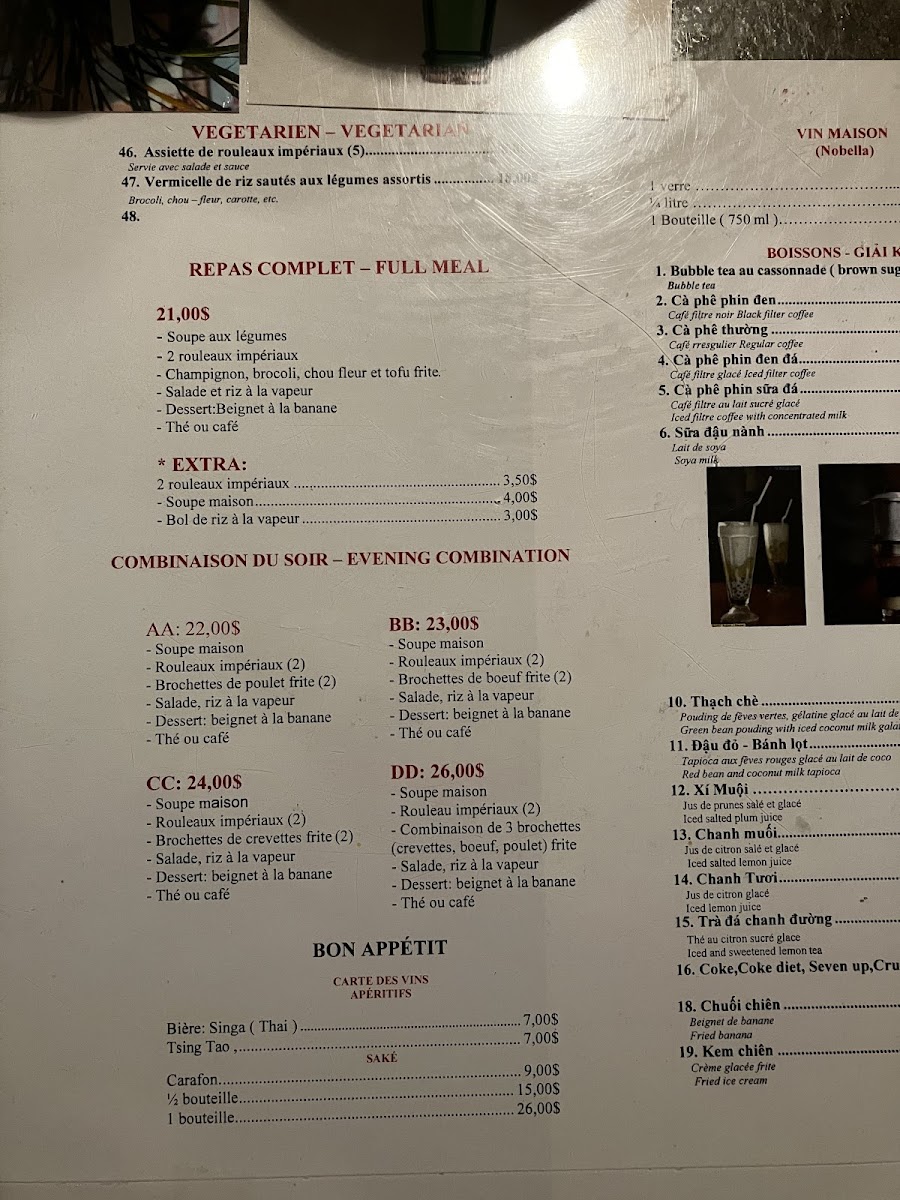 VEGETARIEN – VEGETARIAN
46. Assiette de rouleaux impériaux (5)
Servie avec salade et sauce
47. Vermicelle de riz sautés aux légumes assortis ................ 18,00$
Brocoli, chou – fleur, carotte, etc.
48.
REPAS COMPLET – FULL MEAL
21,00$
- Soupe aux légumes
- 2 rouleaux impériaux
- Champignon, brocoli, chou fleur et tofu frite.
- Salade et riz à la vapeur
- Dessert:Beignet à la banane
- Thé ou café
* EXTRA:
2 rouleaux impériaux ........ 3,50$
- Soupe maison........ 4,00$
- Bol de riz à la vapeur ........ 3,00$
COMBINAISON DU SOIR – EVENING COMBINATION
AA: 22,00$
- Soupe maison
- Rouleaux impériaux (2)
- Brochettes de poulet frite (2)
- Salade, riz à la vapeur
- Dessert: beignet à la banane
- Thé ou café
BB: 23,00$
- Soupe maison
- Rouleaux impériaux (2)
- Brochettes de boeuf frite (2)
- Salade, riz à la vapeur
- Dessert: beignet à la banane
- Thé ou café
CC: 24,00$
- Soupe maison
- Rouleaux impériaux (2)
- Brochettes de crevettes frite (2)
- Salade, riz à la vapeur
- Dessert: beignet à la banane
- Thé ou café
DD: 26,00$
- Soupe maison
- Rouleau impériaux (2)
- Combinaison de 3 brochettes
(crevettes, boeuf, poulet) frite
- Salade, riz à la vapeur
- Dessert: beignet à la banane
- Thé ou café
BON APPÉTIT
CARTE DES VINS
APÉRITIFS
Bière: Singa ( Thai ) ........ 7,00$
Tsing Tao ,........ 7,00$
SAKÉ
Carafon........ 9,00$
½ bouteille........ 15,00$
1 bouteille........ 26,00$
VIN MAISON
(Nobella)
1 verre ........
¼ litre ........
1 Bouteille ( 750 ml )........
BOISSONS - GIẢI K
1. Bubble tea au cassonnade ( brown sug
Bubble tea
2. Cà phê phin đen........
Café filtre noir Black filter coffee
3. Cà phê thường ........
Café rresgulier Regular coffee
4. Cà phê phin đen đá........
Café filtre glacé Iced filter coffee
5. Cà phê phin sữa đá........
Café filtre au lait sucré glacé
Iced filtre coffee with concentrated milk
6. Sữa đậu nành ........
Lait de soya
Soya milk
10. Thạch chè ........
Pouding de fèves vertes, gélatine glacé au lait de
Green bean pouding with iced coconut milk gala
11. Đậu đỏ - Bánh lọt........
Tapioca aux fèves rouges glacé au lait de coco
Red bean and coconut milk tapioca
12. Xí Muội ........
Jus de prunes salé et glacé
Iced salted plum juice
13. Chanh muối........
Jus de citron salé et glacé
Iced salted lemon juice
14. Chanh Tươi........
Jus de citron glacé
Iced lemon juice
15. Trà đá chanh đường ........
Thé au citron sucré glace
Iced and sweetened lemon tea
16. Coke,Coke diet, Seven up,Cru
18. Chuối chiên ........
Beignet de banane
Fried banana
19. Kem chiên ........
Crème glacée frite
Fried ice cream